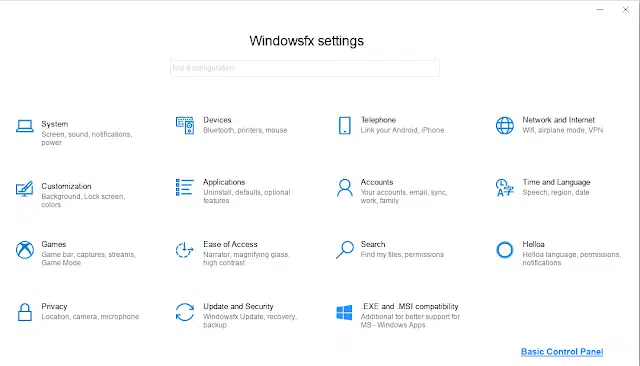 Windowsfx settings
find a configuration
System
Screen, sound, notifications,
power
Devices
Bluetooth, printers, mouse
Telephone
Link your Android, iPhone
Network and Internet
Wifi, airplane mode, VPN
Customization
Background, Lock screen,
colors
Applications
Uninstall, defaults, optional
features
Accounts
Your accounts, email, sync,
work, family
Time and Language
Speech, region, date
Games
Game bar, captures, streams,
Game Mode
Ease of Access
Narrator, magnifying glass,
high contrast
Search
Find my files, permissions
Helloa
Helloa language, permissions,
notifications
Privacy
Location, camera, microphone
Update and Security
Windowsfx Update, recovery,
backup
.EXE and .MSI compatibility
Additional for better support for
MS - Windows Apps
Basic Control Panel